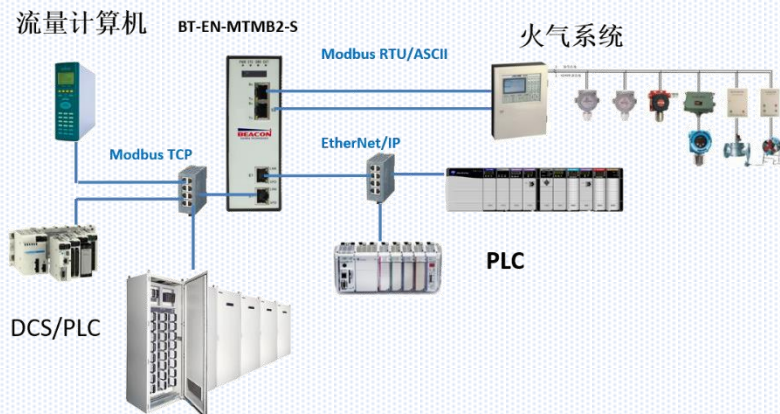 流量计算机
BT-EN-MTMB2-S
Modbus RTU/ASCII
火气系统
BEACON
Modbus TCP
EtherNet/IP
PLC
DCS/PLC